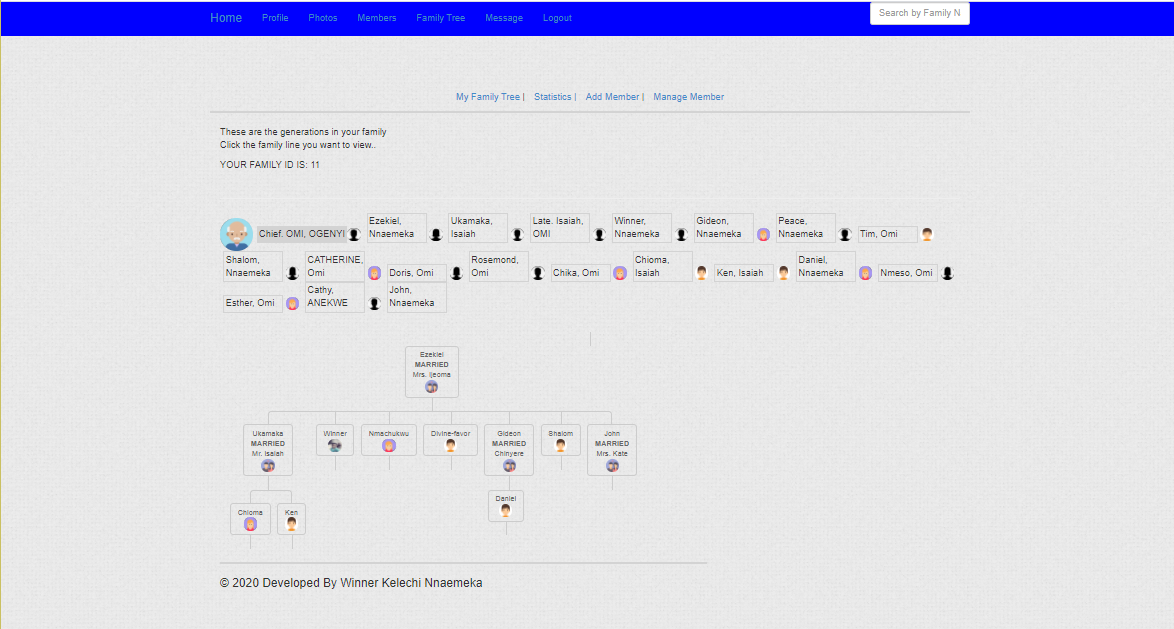 Home Profile Photos Members Family Tree Message Logout Search by Family N
My Family Tree | Statistics | Add Member | Manage Member
These are the generations in your family
Click the family line you want to view..
YOUR FAMILY ID IS: 11
Chief. OMI, OGENYI
Ezekiel,
Nnaemeka
Ukamaka,
Isaiah
Late. Isaiah,
OMI
Winner,
Nnaemeka
Gideon,
Nnaemeka
Peace,
Nnaemeka
Tim, Omi
Shalom,
Nnaemeka
CATHERINE,
Omi
Doris, Omi
Rosemond,
Omi
Chika, Omi
Chioma,
Isaiah
Ken, Isaiah
Daniel,
Nnaemeka
Nmeso, Omi
Esther, Omi
Cathy,
ANEKWE
John,
Nnaemeka
Ezekiel
MARRIED
Mrs. Ijeoma
Ukamaka
MARRIED
Mr. Isaiah
Winner
Nmachukwu
Divine-favor
Gideon
MARRIED
Chinyere
Shalom
John
MARRIED
Mrs. Kate
Chioma
Ken
Daniel
© 2020 Developed By Winner Kelechi Nnaemeka